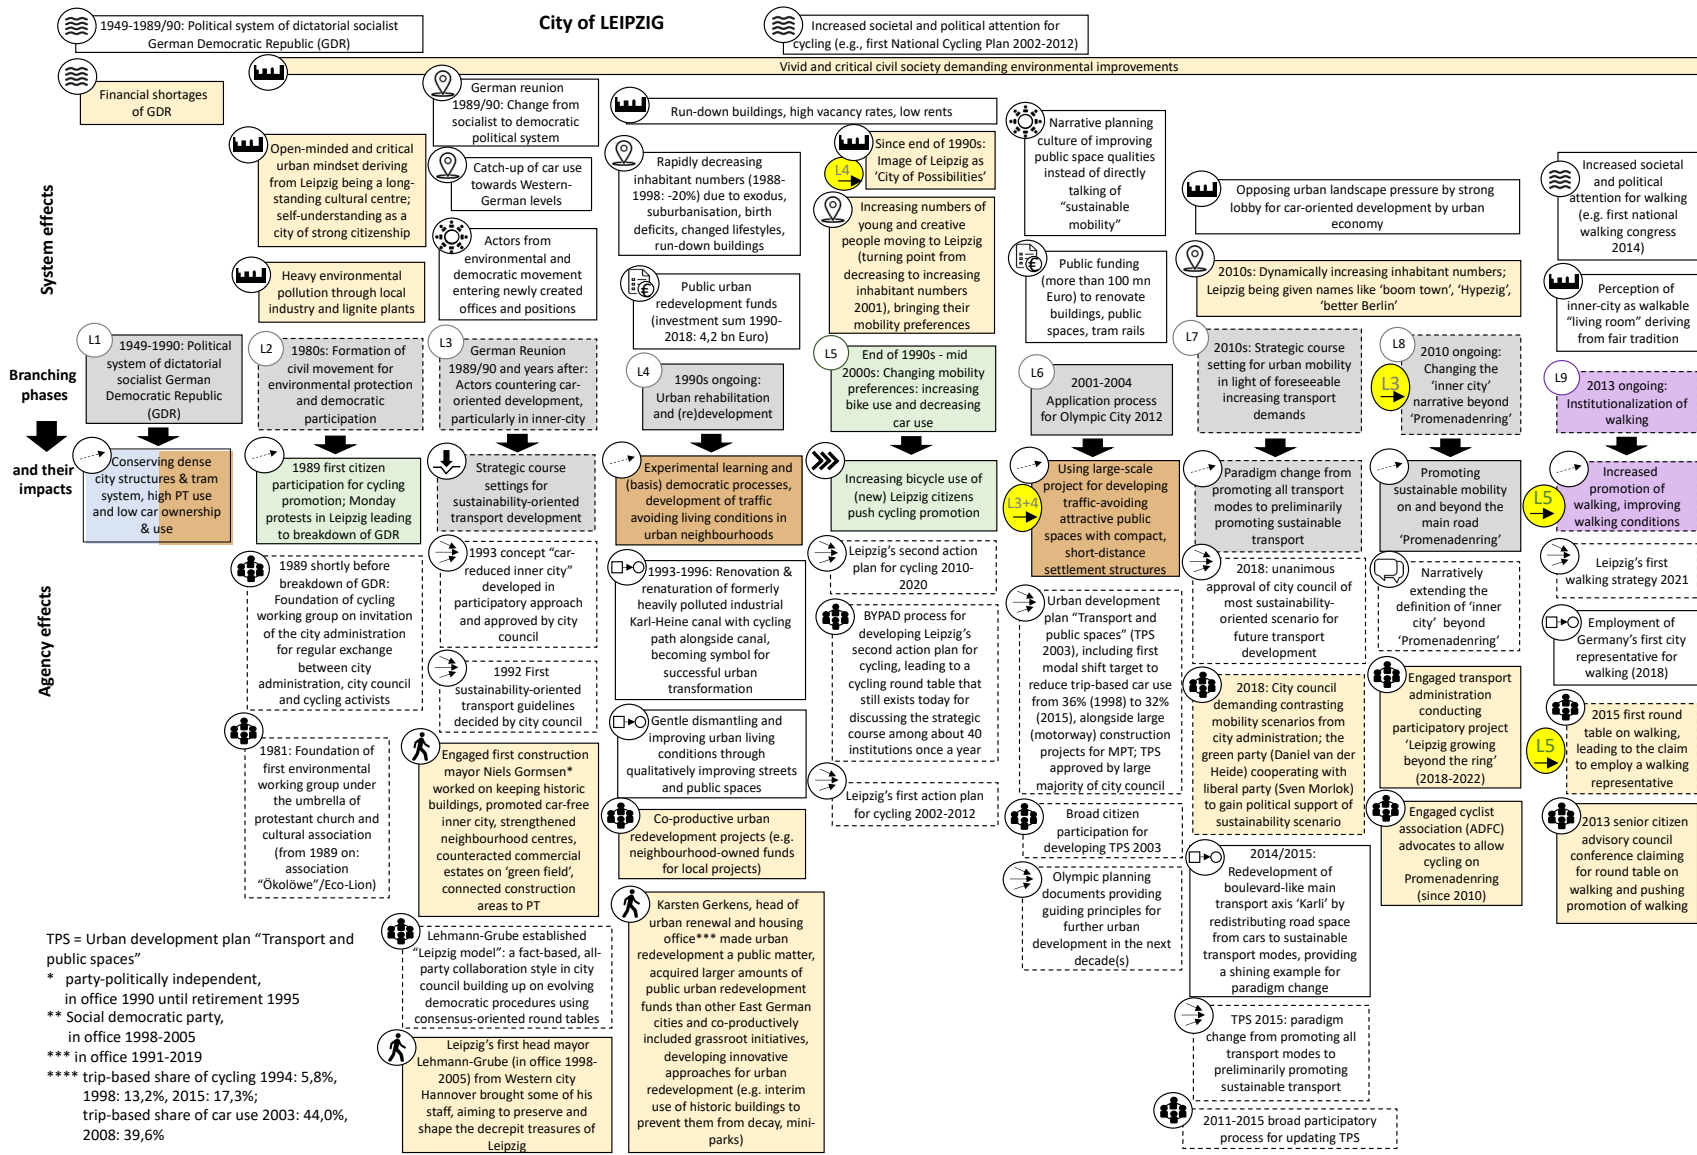 City of LEIPZIG
1949-1989/90: Political system of dictatorial socialist
German Democratic Republic (GDR)
Increased societal and political attention for
cycling (e.g., first National Cycling Plan 2002-2012)
Vivid and critical civil society demanding environmental improvements
System effects
Financial shortages
of GDR
Open-minded and critical
urban mindset deriving
from Leipzig being a long-
standing cultural centre;
self-understanding as a
city of strong citizenship
Heavy environmental
pollution through local
industry and lignite plants
German reunion
1989/90: Change from
socialist to democratic
political system
Catch-up of car use
towards Western-
German levels
Actors from
environmental and
democratic movement
entering newly created
offices and positions
Run-down buildings, high vacancy rates, low rents
Rapidly decreasing
inhabitant numbers (1988-
1998: -20%) due to exodus,
suburbanisation, birth
deficits, changed lifestyles,
run-down buildings
Public urban
redevelopment funds
(investment sum 1990-
2018: 4,2 bn Euro)
L4
Since end of 1990s:
Image of Leipzig as
'City of Possibilities'
Increasing numbers of
young and creative
people moving to Leipzig
(turning point from
decreasing to increasing
inhabitant numbers
2001), bringing their
mobility preferences
Narrative planning
culture of improving
public space qualities
instead of directly
talking of
"sustainable
mobility"
Public funding
(more than 100 mn
Euro) to renovate
buildings, public
spaces, tram rails
Opposing urban landscape pressure by strong
lobby for car-oriented development by urban
economy
2010s: Dynamically increasing inhabitant numbers;
Leipzig being given names like 'boom town', 'Hypezig',
'better Berlin'
Increased societal
and political
attention for walking
(e.g. first national
walking congress
2014)
Perception of
inner-city as walkable
"living room" deriving
from fair tradition
Branching
phases
L1
1949-1990: Political
system of dictatorial
socialist German
Democratic Republic
(GDR)
L2
1980s: Formation of
civil movement for
environmental protection
and democratic
participation
L3
German Reunion
1989/90 and years after:
Actors countering car-
oriented development,
particularly in inner-city
L4
1990s ongoing:
Urban rehabilitation
and (re)development
L5
End of 1990s - mid
2000s: Changing mobility
preferences: increasing
bike use and decreasing
car use
L6
2001-2004
Application process
for Olympic City 2012
L7
2010s: Strategic course
setting for urban mobility
in light of foreseeable
increasing transport
demands
L8
L3
2010 ongoing:
Changing the
'inner city'
narrative beyond
'Promenadenring'
L9
2013 ongoing:
Institutionalization of
walking
and their
impacts
Conserving dense
city structures & tram
system, high PT use
and low car ownership
& use
1989 first citizen
participation for cycling
promotion; Monday
protests in Leipzig leading
to breakdown of GDR
Strategic course
settings for
sustainability-oriented
transport development
Experimental learning and
(basis) democratic processes,
development of traffic
avoiding living conditions in
urban neighbourhoods
Increasing bicycle use of
(new) Leipzig citizens
push cycling promotion
L3+4
Using large-scale
project for developing
traffic-avoiding
attractive public
spaces with compact,
short-distance
settlement structures
Paradigm change from
promoting all transport
modes to preliminarily
promoting sustainable
transport
Promoting
sustainable mobility
on and beyond the
main road
'Promenadenring'
L5
Increased
promotion of
walking, improving
walking conditions
Agency effects
1989 shortly before
breakdown of GDR:
Foundation of cycling
working group on invitation
of the city administration
for regular exchange
between city
administration, city council
and cycling activists
1981: Foundation of
first environmental
working group under
the umbrella of
protestant church and
cultural association
(from 1989 on:
association
"Ökolöwe"/Eco-Lion)
1993 concept "car-
reduced inner city"
developed in
participatory approach
and approved by city
council
1992 First
sustainability-oriented
transport guidelines
decided by city council
Engaged first construction
mayor Niels Gormsen*
worked on keeping historic
buildings, promoted car-free
inner city, strengthened
neighbourhood centres,
counteracted commercial
estates on 'green field',
connected construction
areas to PT
Lehmann-Grube established
"Leipzig model": a fact-based, all-
party collaboration style in city
council building up on evolving
democratic procedures using
consensus-oriented round tables
Leipzig's first head mayor
Lehmann-Grube (in office 1998-
2005) from Western city
Hannover brought some of his
staff, aiming to preserve and
shape the decrepit treasures of
Leipzig
1993-1996: Renovation &
renaturation of formerly
heavily polluted industrial
Karl-Heine canal with cycling
path alongside canal,
becoming symbol for
successful urban
transformation
Gentle dismantling and
improving urban living
conditions through
qualitatively improving streets
and public spaces
Co-productive urban
redevelopment projects (e.g.
neighbourhood-owned funds
for local projects)
Karsten Gerkens, head of
urban renewal and housing
office*** made urban
redevelopment a public matter,
acquired larger amounts of
public urban redevelopment
funds than other East German
cities and co-productively
included grassroot initiatives,
developing innovative
approaches for urban
redevelopment (e.g. interim
use of historic buildings to
prevent them from decay, mini-
parks)
Leipzig's second action
plan for cycling 2010-
2020
BYPAD process for
developing Leipzig's
second action plan for
cycling, leading to a
cycling round table that
still exists today for
discussing the strategic
course among about 40
institutions once a year
Leipzig's first action plan
for cycling 2002-2012
Urban development
plan "Transport and
public spaces" (TPS
2003), including first
modal shift target to
reduce trip-based car use
from 36% (1998) to 32%
(2015), alongside large
(motorway) construction
projects for MPT; TPS
approved by large
majority of city council
Broad citizen
participation for
developing TPS 2003
Olympic planning
documents providing
guiding principles for
further urban
development in the next
decade(s)
2018: unanimous
approval of city council of
most sustainability-
oriented scenario for
future transport
development
2018: City council
demanding contrasting
mobility scenarios from
city administration; the
green party (Daniel van der
Heide) cooperating with
liberal party (Sven Morlok)
to gain political support of
sustainability scenario
2014/2015:
Redevelopment of
boulevard-like main
transport axis 'Karli' by
redistributing road space
from cars to sustainable
transport modes, providing
a shining example for
paradigm change
TPS 2015: paradigm
change from promoting all
transport modes to
preliminarily promoting
sustainable transport
2011-2015 broad participatory
process for updating TPS
Narratively
extending the
definition of 'inner
city' beyond
'Promenadenring'
Engaged transport
administration
conducting
participatory project
'Leipzig growing
beyond the ring'
(2018-2022)
Engaged cyclist
association (ADFC)
advocates to allow
cycling on
Promenadenring
(since 2010)
Leipzig's first
walking strategy 2021
Employment of
Germany's first city
representative for
walking (2018)
L5
2015 first round
table on walking,
leading to the claim
to employ a walking
representative
2013 senior citizen
advisory council
conference claiming
for round table on
walking and pushing
promotion of walking
TPS = Urban development plan "Transport and
public spaces"
* party-politically independent,
in office 1990 until retirement 1995
** Social democratic party,
in office 1998-2005
*** in office 1991-2019
**** trip-based share of cycling 1994: 5,8%,
1998: 13,2%, 2015: 17,3%;
trip-based share of car use 2003: 44,0%,
2008: 39,6%